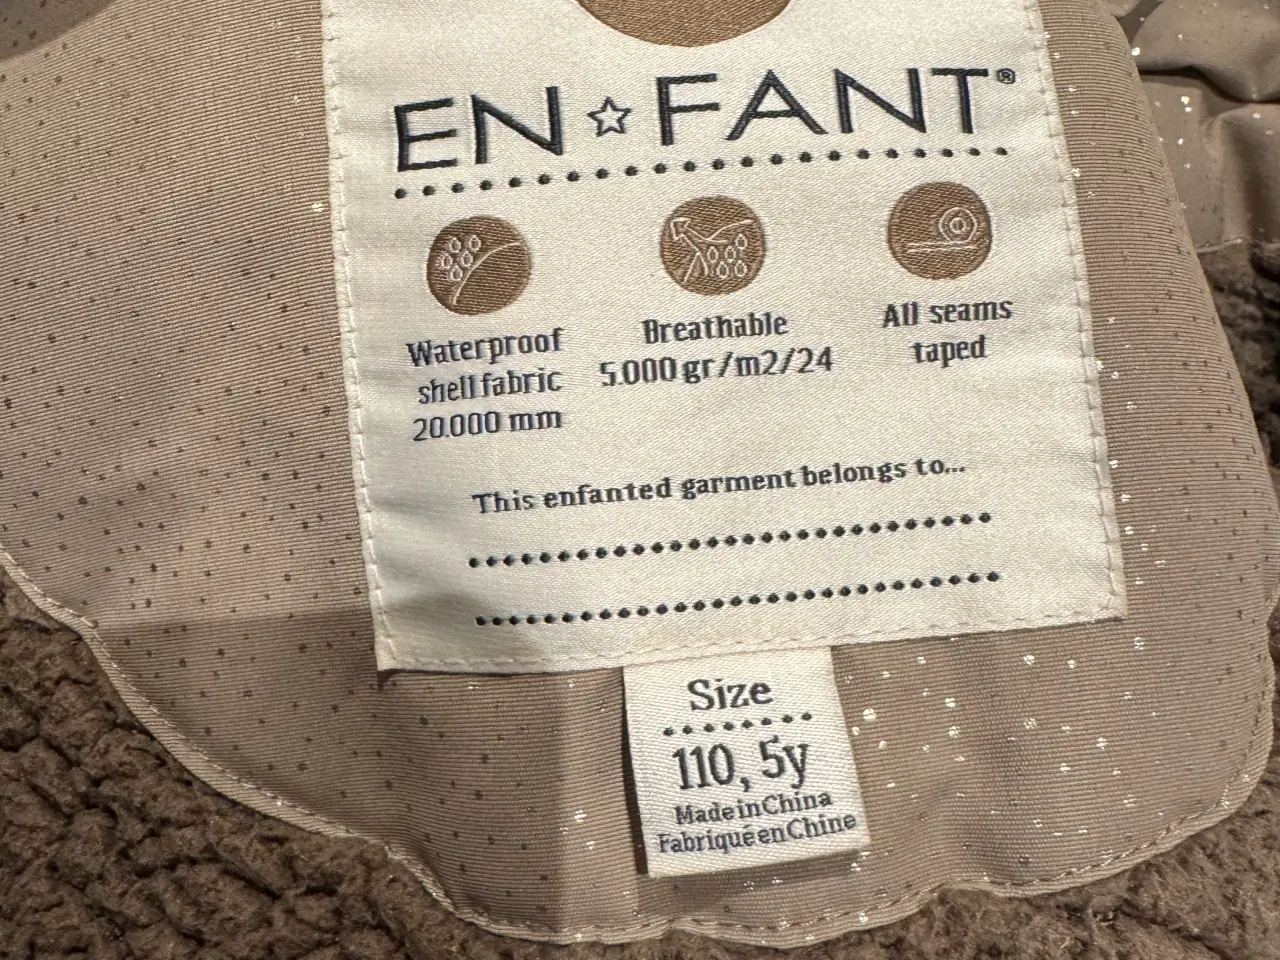 EN☆FANT®
Waterproof
shell fabric
20.000 mm
Breathable
5.000 gr/m2/24
All seams
taped
This enfanted garment belongs to...
Size
110, 5y
Made in China
Fabriqué en Chine